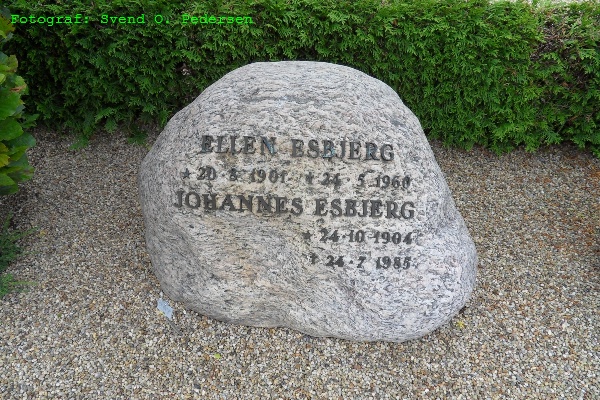 Fotograf: Svend O. Pedersen
ELLEN ESBJERG
* 20 · 8 · 1901 † 24 · 5 1960
JOHANNES ESBJERG
* 24 · 10 · 1904
† 24 · 7 · 1985